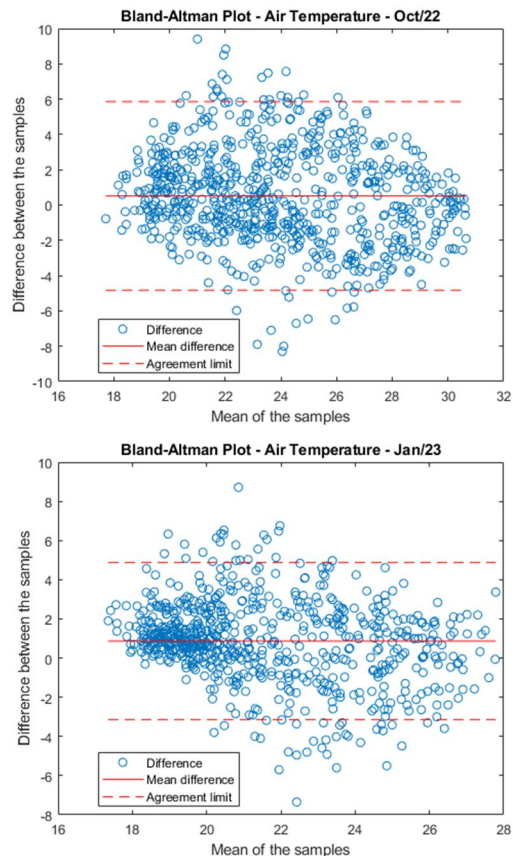 Bland-Altman Plot - Air Temperature - Oct/22
10
8
6
4
2
0
-2
-4
-6
-8
-10
Difference between the samples
Difference
Mean difference
Agreement limit
16 18 20 22 24 26 28 30 32
Mean of the samples
Bland-Altman Plot - Air Temperature - Jan/23
10
8
6
4
2
0
-2
-4
-6
-8
Difference between the samples
Difference
Mean difference
Agreement limit
16 18 20 22 24 26 28
Mean of the samples